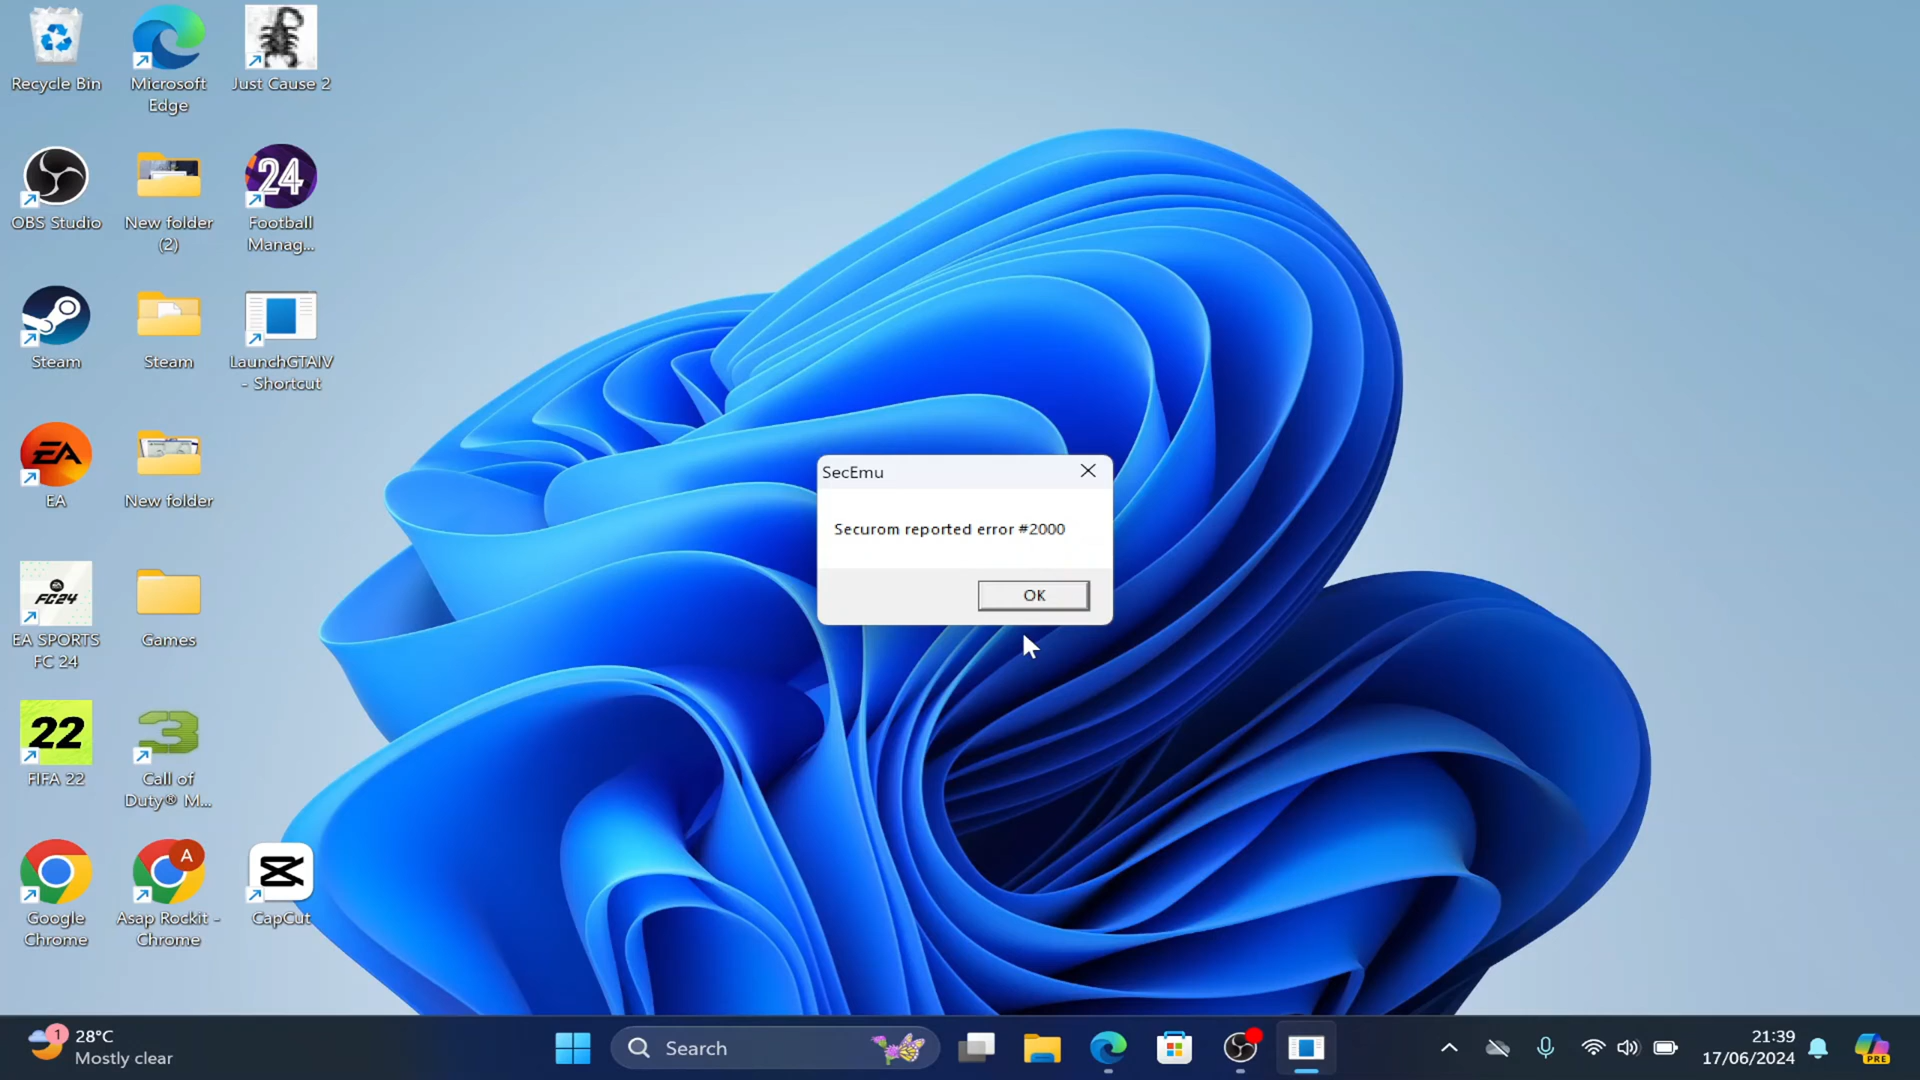 Recycle Bin
Microsoft
Edge
Just Cause 2
OBS Studio
New folder
(2)
24
Football
Manag...
Steam
Steam
LaunchGTAIV
- Shortcut
EA
EA
New folder
FC24
EA SPORTS
FC 24
Games
22
FIFA 22
3
Call of
Duty® M...
Google
Chrome
A
Asap Rockit -
Chrome
CapCut
SecEmu
Securom reported error #2000
OK
1
28°C
Mostly clear
Search
21:39
17/06/2024
PRE